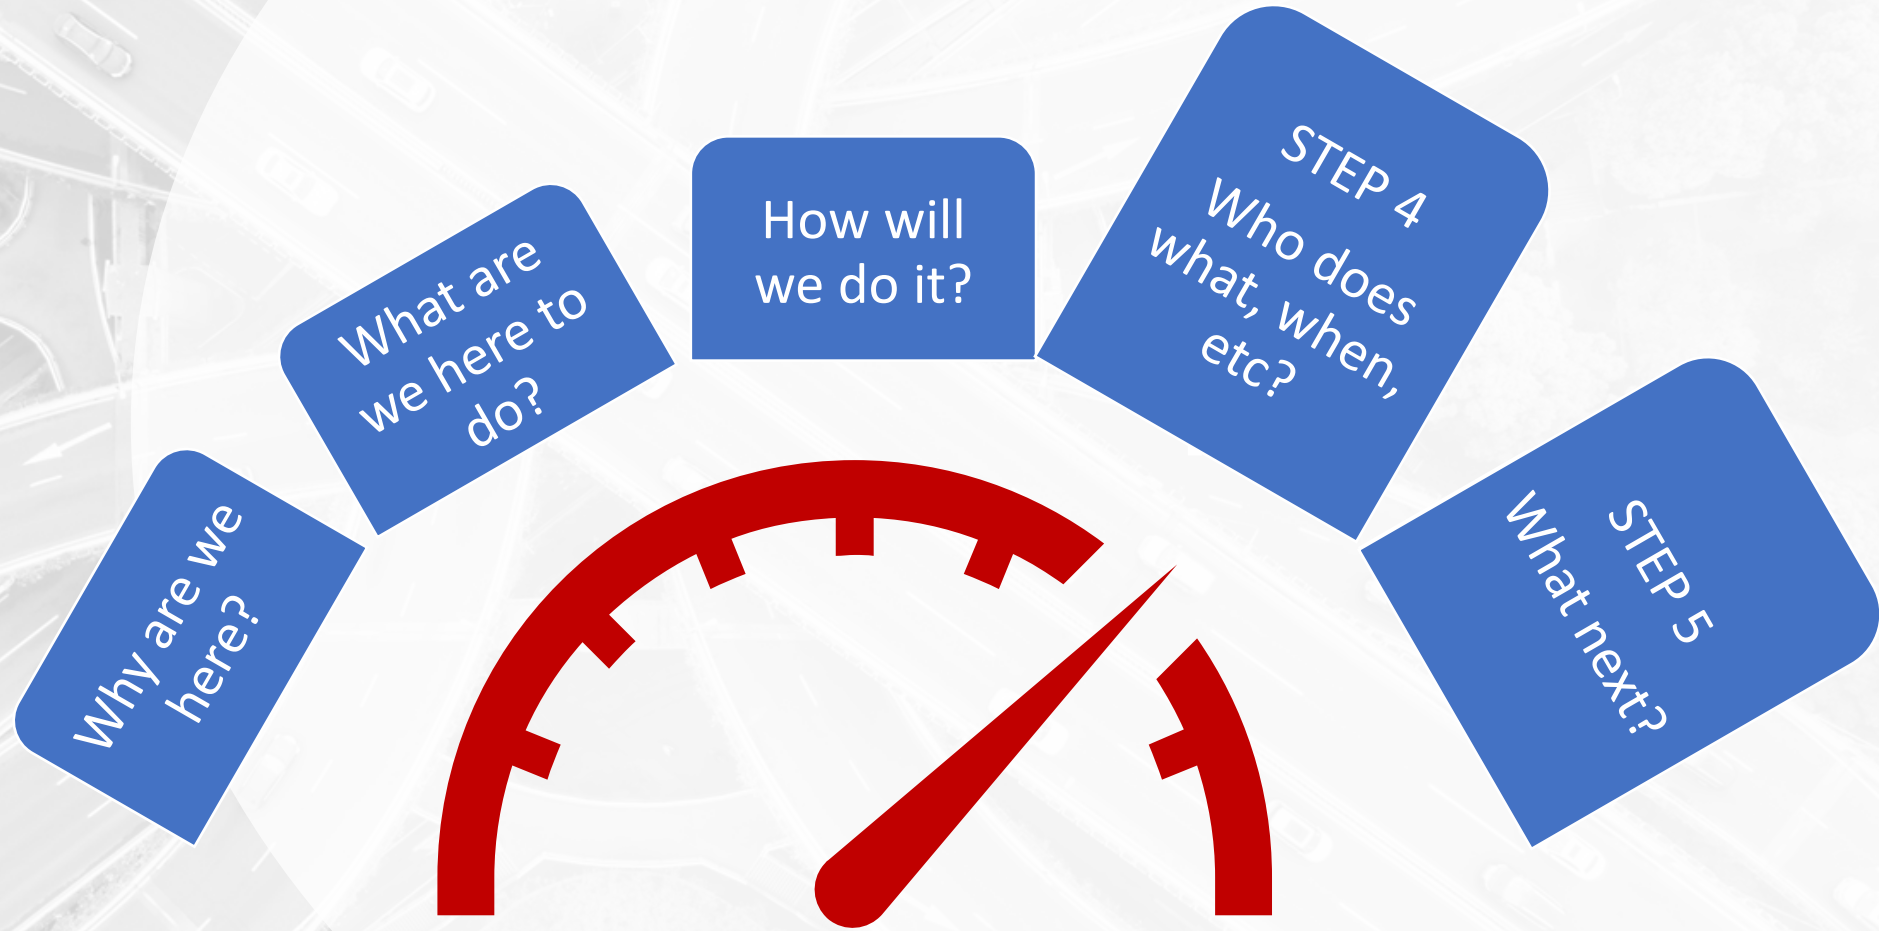 Why are we
here?
What are
we here to
do?
How will
we do it?
STEP 4
Who does
what, when,
etc?
STEP 5
What next?